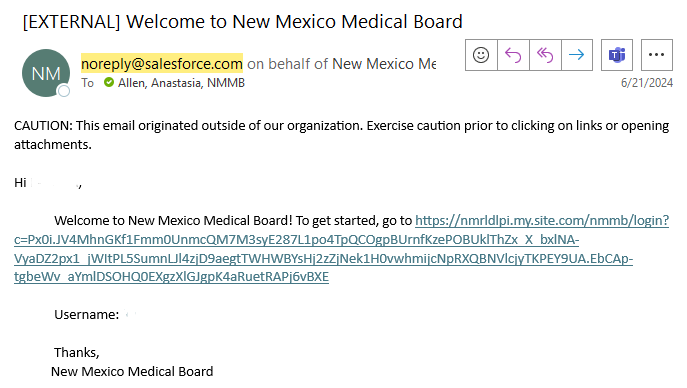 [EXTERNAL] Welcome to New Mexico Medical Board
NM
noreply@salesforce.com on behalf of New Mexico Me
To Allen, Anastasia, NMMB
6/21/2024
CAUTION: This email originated outside of our organization. Exercise caution prior to clicking on links or opening
attachments.
Hi ,
Welcome to New Mexico Medical Board! To get started, go to https://nmrldlpi.my.site.com/nmmb/login?
c=Px0i.JV4MhnGKf1Fmm0UnmcQM7M3syE287L1po4TpQCOgpBUrnfKzePOBUklThZx_X_bxlNA-
VyaDZ2px1_jWItPL5SumnLJl4zjD9aegtTWHWBYsHj2zZjNek1H0vwhmijcNpRXQBNVlcjyTKPEY9UA.EbCAp-
tgbeWv_aYmlDSOHQ0EXgzXlGJgpK4aRuetRAPj6vBXE
Username:
Thanks,
New Mexico Medical Board